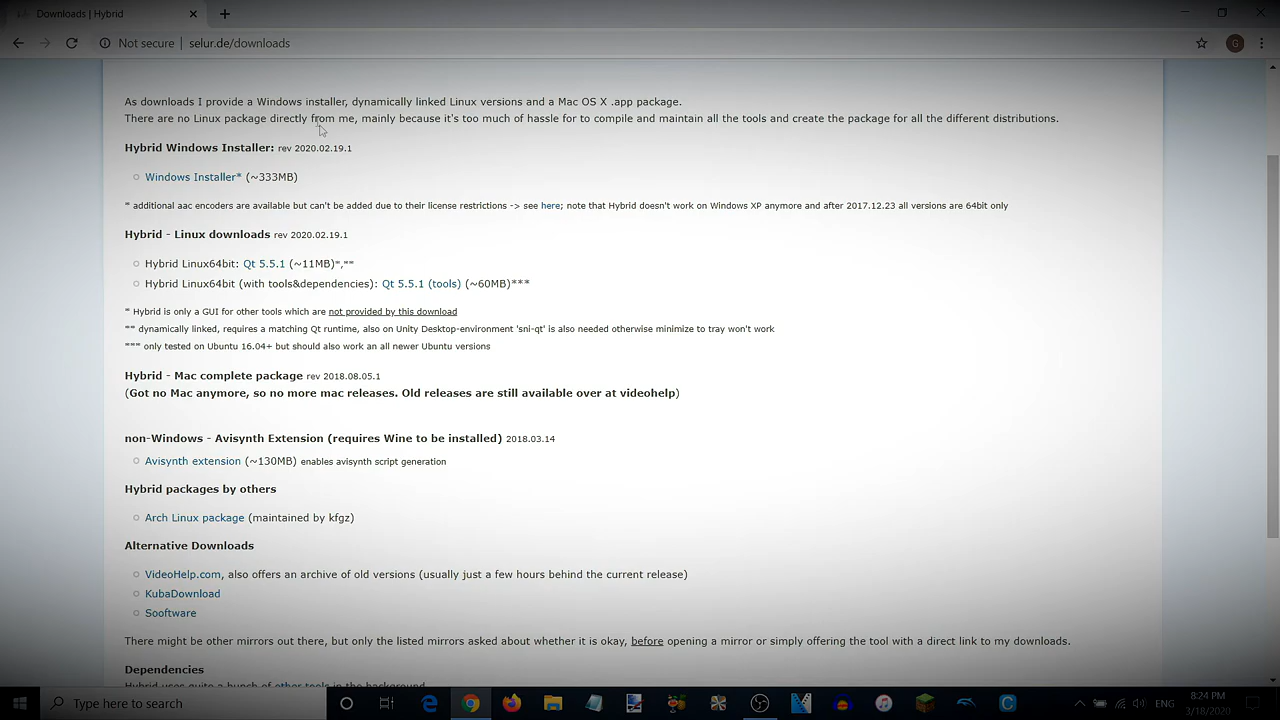 Downloads | Hybrid
Not secure | selur.de/downloads
G
As downloads I provide a Windows installer, dynamically linked Linux versions and a Mac OS X .app package.
There are no Linux package directly from me, mainly because it's too much of hassle for to compile and maintain all the tools and create the package for all the different distributions.
Hybrid Windows Installer: rev 2020.02.19.1
Windows Installer* (~333MB)
* additional aac encoders are available but can't be added due to their license restrictions -> see here; note that Hybrid doesn't work on Windows XP anymore and after 2017.12.23 all versions are 64bit only
Hybrid - Linux downloads rev 2020.02.19.1
Hybrid Linux64bit: Qt 5.5.1 (~11MB)*,**
Hybrid Linux64bit (with tools&dependencies): Qt 5.5.1 (tools) (~60MB)***
* Hybrid is only a GUI for other tools which are not provided by this download
** dynamically linked, requires a matching Qt runtime, also on Unity Desktop-environment 'sni-qt' is also needed otherwise minimize to tray won't work
*** only tested on Ubuntu 16.04+ but should also work an all newer Ubuntu versions
Hybrid - Mac complete package rev 2018.08.05.1
(Got no Mac anymore, so no more mac releases. Old releases are still available over at videohelp)
non-Windows - Avisynth Extension (requires Wine to be installed) 2018.03.14
Avisynth extension (~130MB) enables avisynth script generation
Hybrid packages by others
Arch Linux package (maintained by kfgz)
Alternative Downloads
VideoHelp.com, also offers an archive of old versions (usually just a few hours behind the current release)
KubaDownload
Sooftware
There might be other mirrors out there, but only the listed mirrors asked about whether it is okay, before opening a mirror or simply offering the tool with a direct link to my downloads.
Dependencies
Hybrid uses quite a bunch of other tools in the background
Type here to search
ENG
8:24 PM
3/18/2020